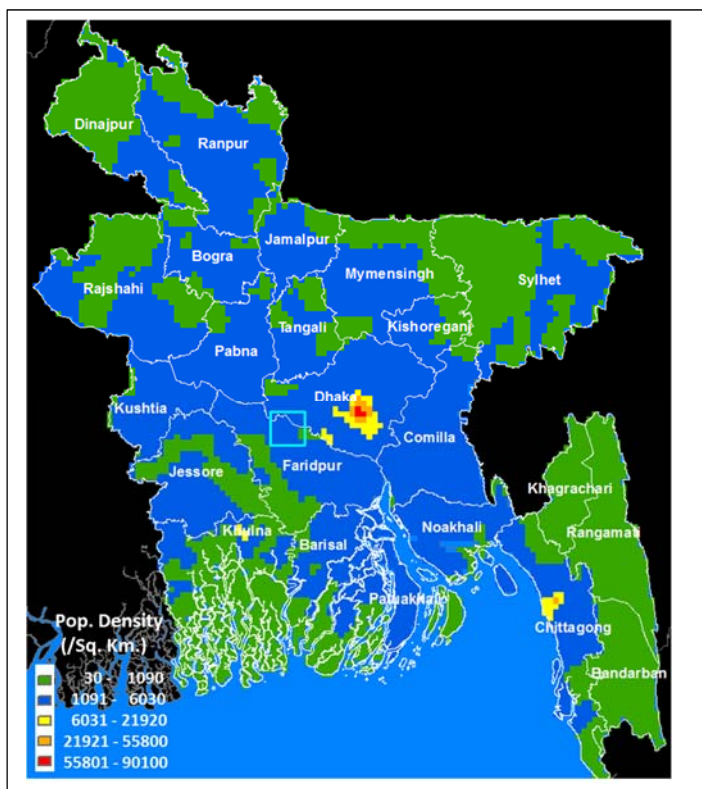 Dinajpur
Ranpur
Jamalpur
Bogra
Mymensingh
Sylhet
Rajshahi
Tangali
Kishoreganj
Pabna
Dhaka
Kushtia
Comilla
Faridpur
Jessore
Khagrachari
Khulna
Noakhali
Rangamati
Barisal
Patuakhali
Chittagong
Bandarban
Pop. Density
(/Sq. Km.)
30 - 1090
1091 - 6030
6031 - 21920
21921 - 55800
55801 - 90100